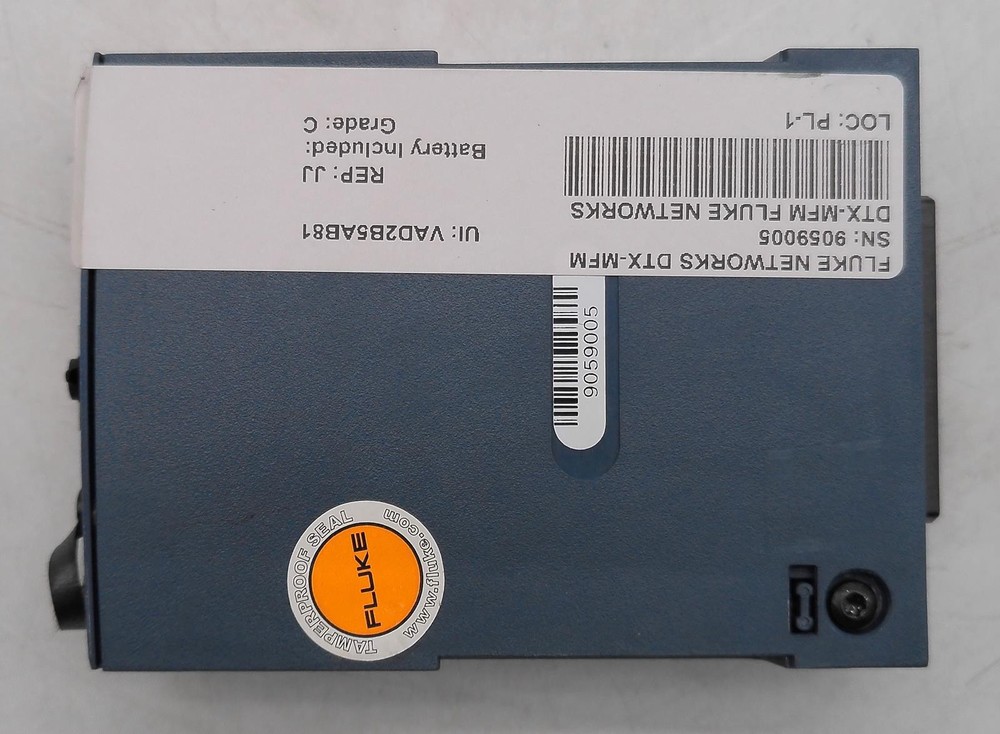 FLUKE NETWORKS DTX-MFM
SN: 9059005
DTX-MFM FLUKE NETWORKS
LOC: PL-1
UI: VAD2B5AB81
REP: JJ
Battery Included:
Grade: C
9059005
TAMPERPROOF SEAL
FLUKE
www.fluke.com